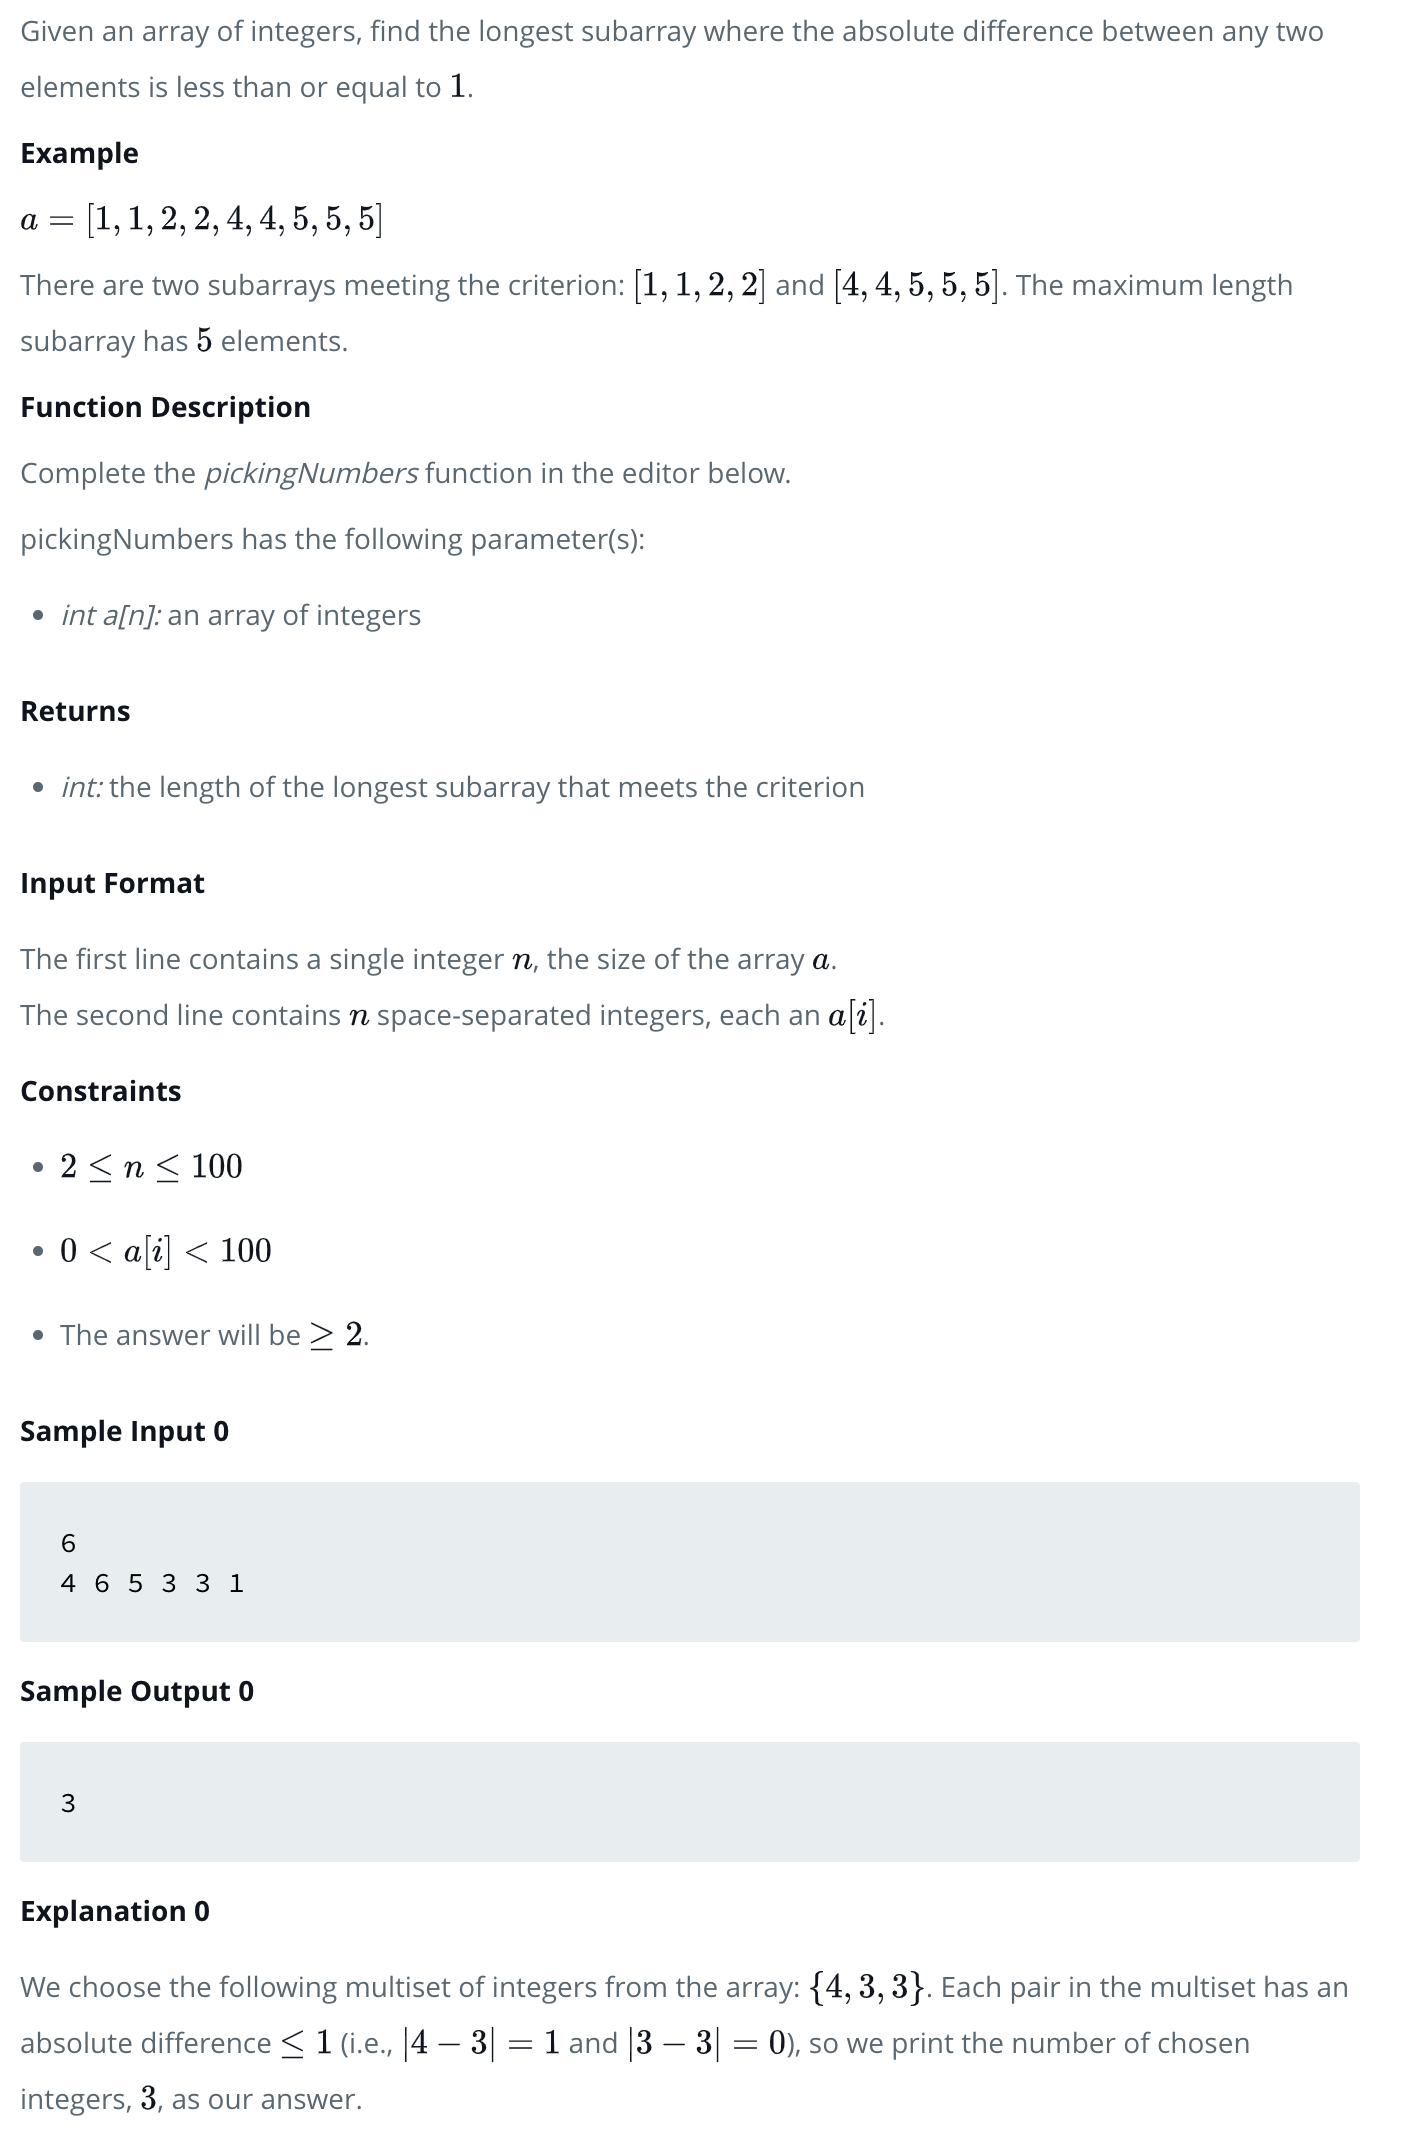 Given an array of integers, find the longest subarray where the absolute difference between any two
elements is less than or equal to 1.
Example
a = [1, 1, 2, 2, 4, 4, 5, 5, 5]
There are two subarrays meeting the criterion: [1, 1, 2, 2] and [4, 4, 5, 5, 5]. The maximum length
subarray has 5 elements.
Function Description
Complete the pickingNumbers function in the editor below.
pickingNumbers has the following parameter(s):
• int a[n]: an array of integers
Returns
• int: the length of the longest subarray that meets the criterion
Input Format
The first line contains a single integer n, the size of the array a.
The second line contains n space-separated integers, each an a[i].
Constraints
• 2 ≤ n ≤ 100
• 0 < a[i] < 100
• The answer will be ≥ 2.
Sample Input 0
6
4 6 5 3 3 1
Sample Output 0
3
Explanation 0
We choose the following multiset of integers from the array: {4, 3, 3}. Each pair in the multiset has an
absolute difference ≤ 1 (i.e., |4 − 3| = 1 and |3 − 3| = 0), so we print the number of chosen
integers, 3, as our answer.